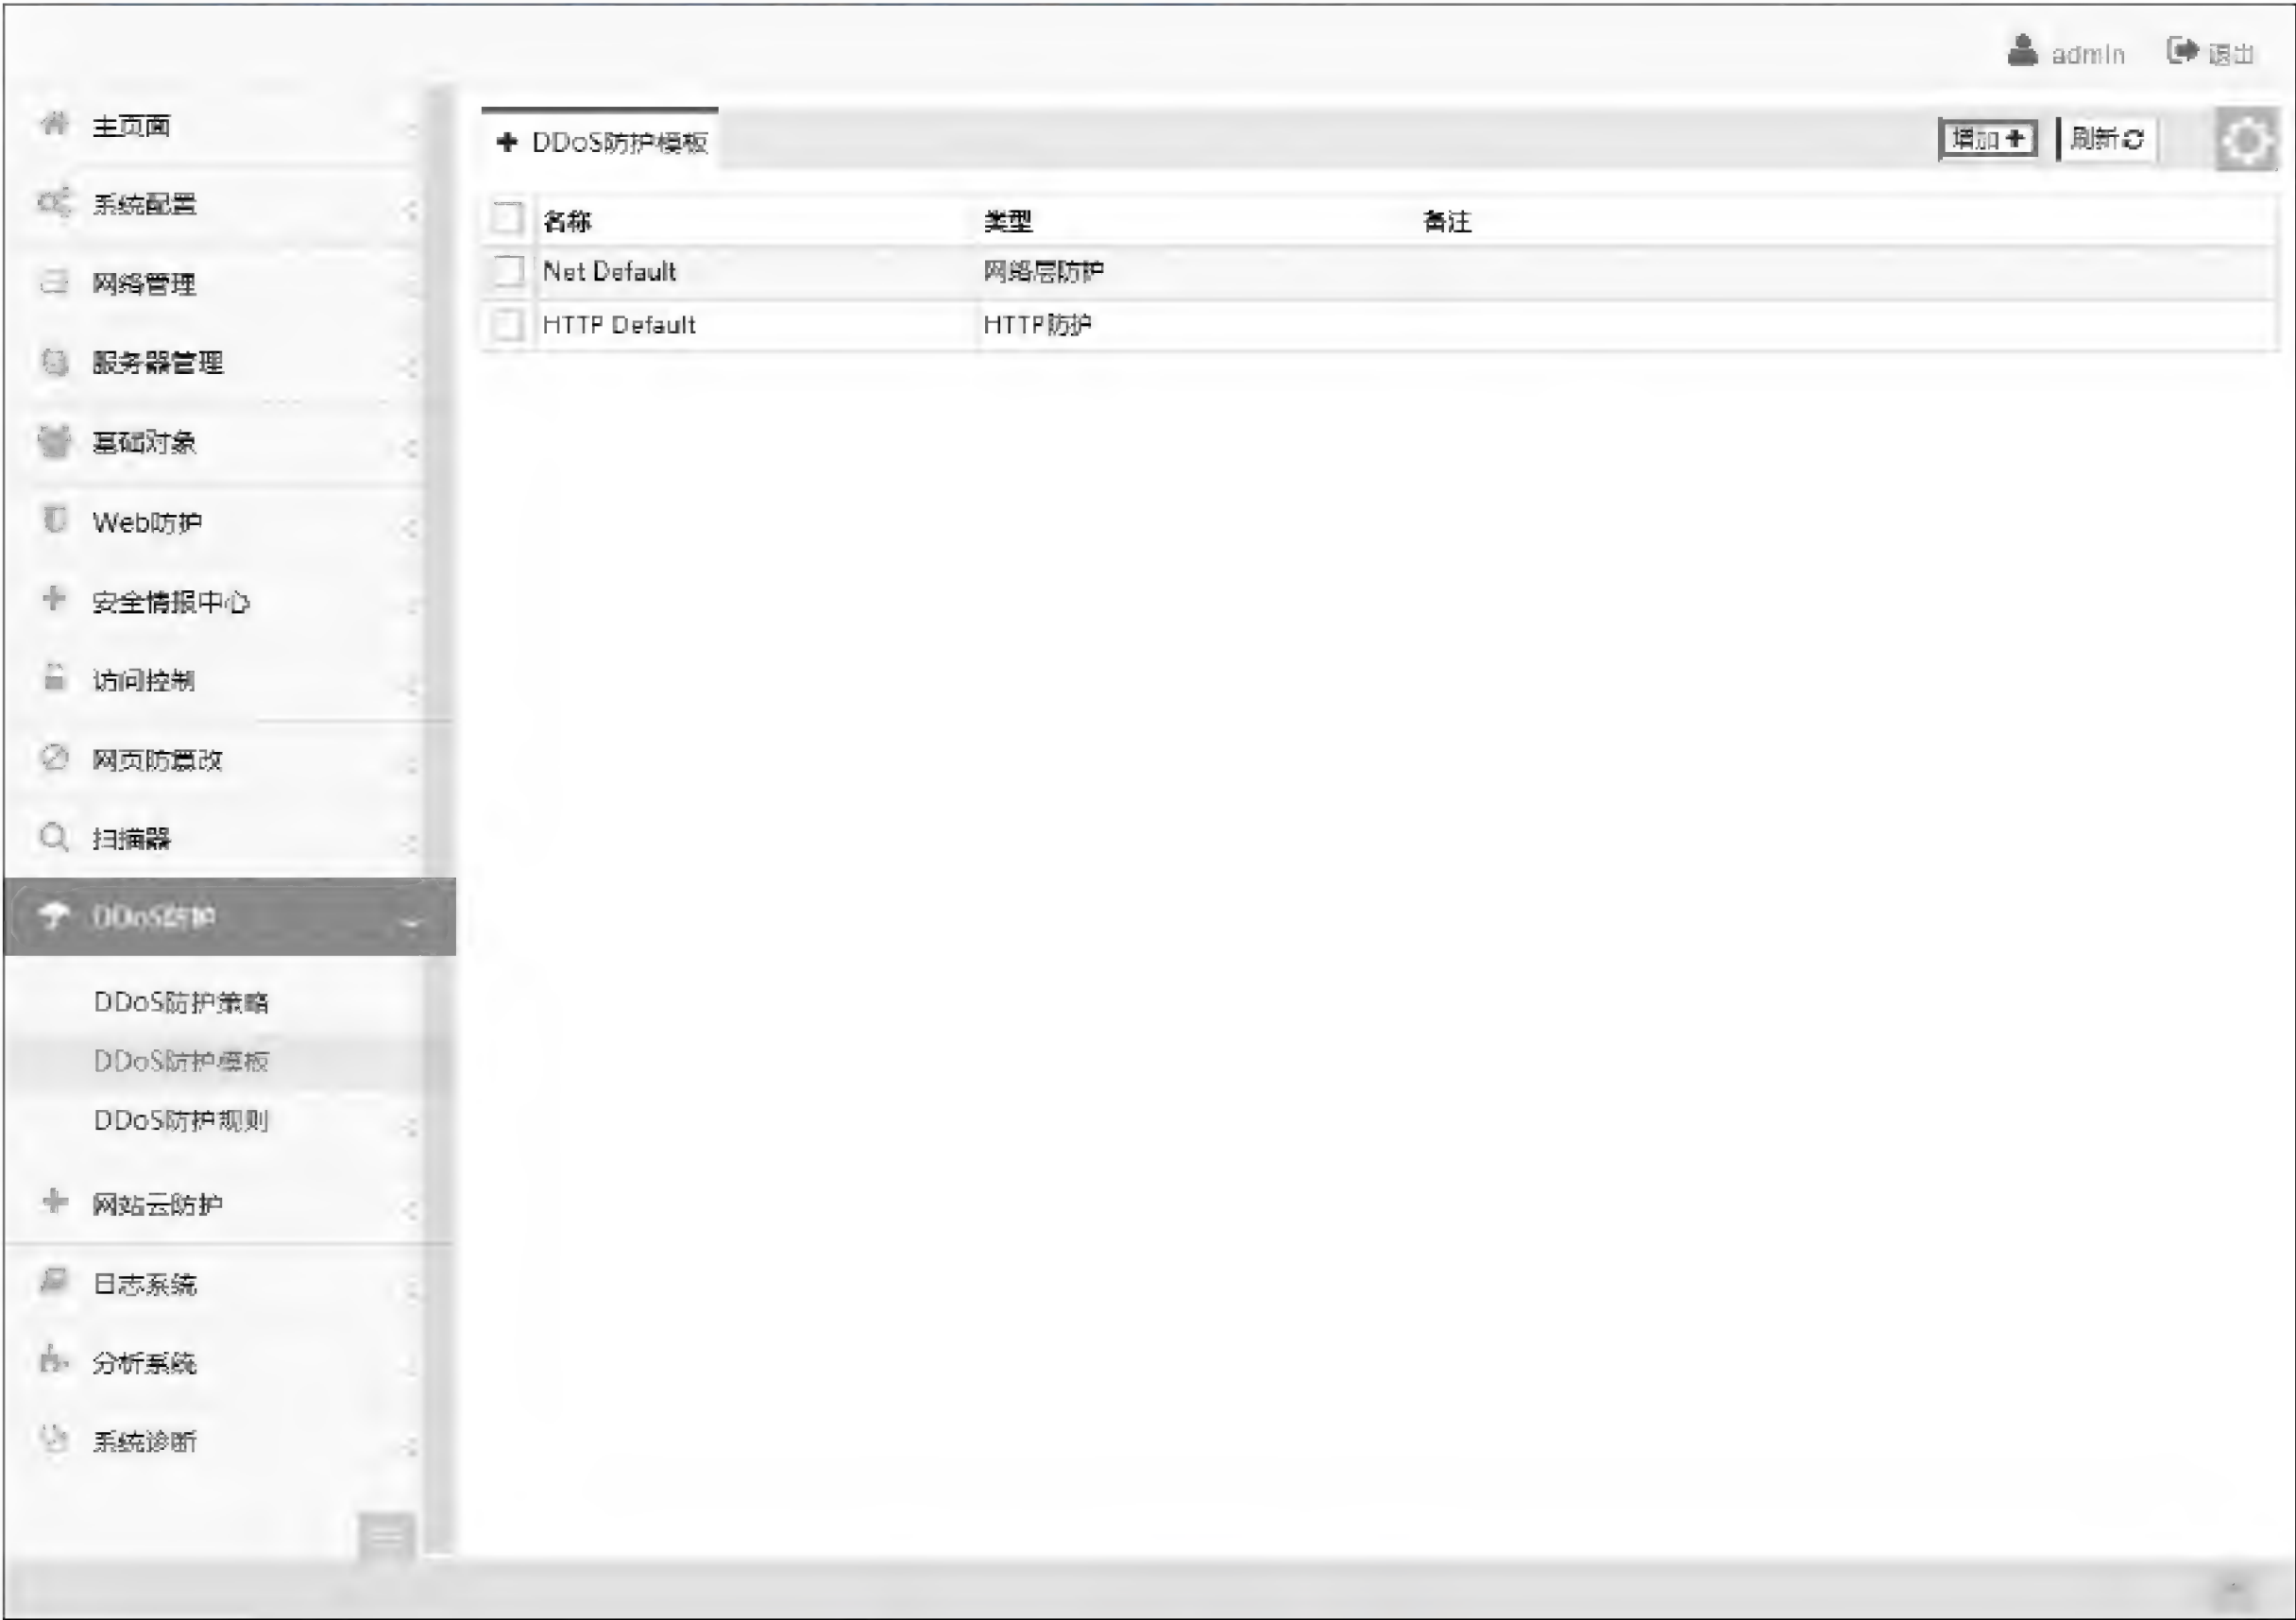 admin 退出
主页面
系统配置
网络管理
服务器管理
基础对象
Web防护
安全情报中心
访问控制
网页防篡改
扫描器
DDoS防护
DDoS防护策略
DDoS防护模板
DDoS防护规则
网站云防护
日志系统
分析系统
系统诊断
DDoS防护模板
增加 刷新
名称 类型 备注
Net Default 网络层防护
HTTP Default HTTP防护